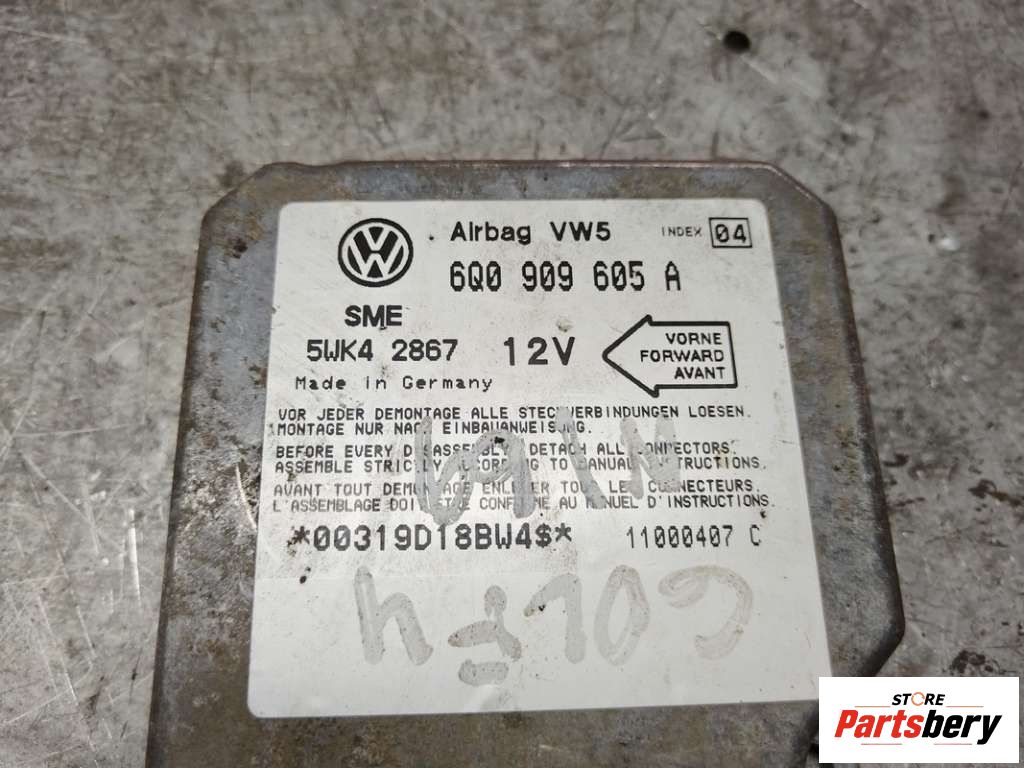 Airbag VW5 INDEX 04
6Q0 909 605 A
SME
5WK4 2867 12V
VORNE
FORWARD
AVANT
Made in Germany
VOR JEDER DEMONTAGE ALLE STECKVERBINDUNGEN LOESEN.
MONTAGE NUR NACH EINBAUANWEISUNG.
BEFORE EVERY DISASSEMBLY DETACH ALL CONNECTORS.
ASSEMBLE STRICTLY ACCORDING TO MANUAL INSTRUCTIONS.
AVANT TOUT DEMONTAGE ENLEVER TOUS LES CONNECTEURS.
L'ASSEMBLAGE DOIT ETRE CONFORME AU MANUEL D'INSTRUCTIONS.
*00319D18BW4$* 11000407 C
GOLF 4
STORE
Partsbery